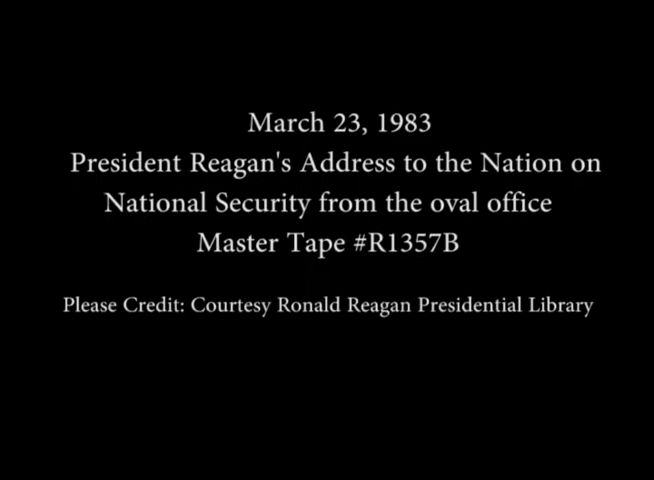 March 23, 1983
President Reagan's Address to the Nation on
National Security from the oval office
Master Tape #R1357B
Please Credit: Courtesy Ronald Reagan Presidential Library